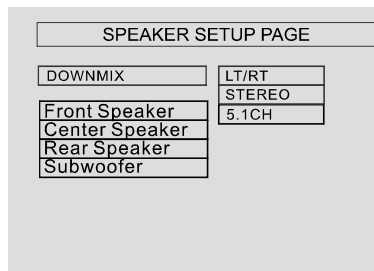 SPEAKER SETUP PAGE
DOWNMIX
LT/RT
STEREO
5.1CH
Front Speaker
Center Speaker
Rear Speaker
Subwoofer